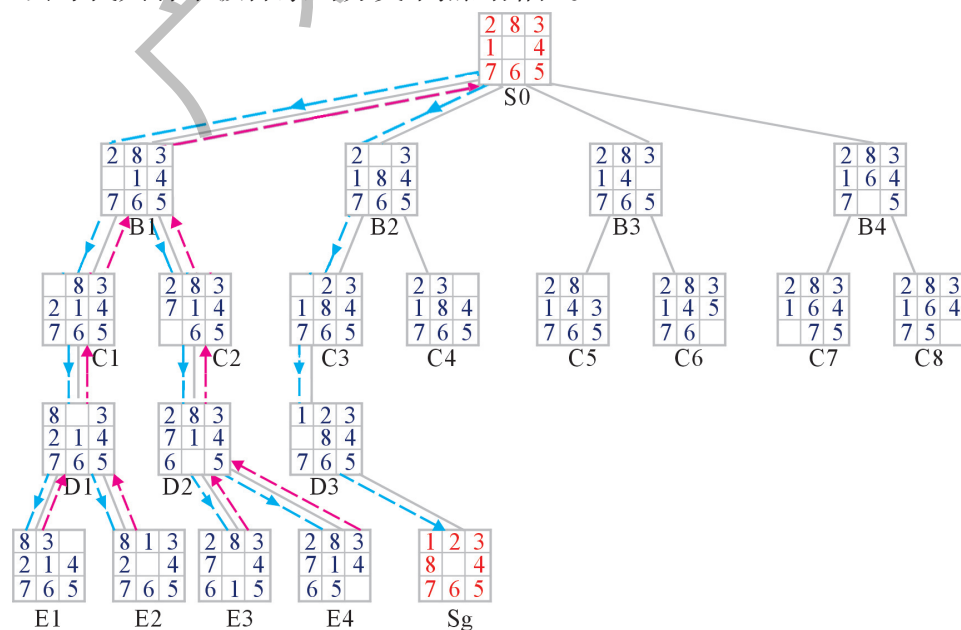 2 8 3
1 4
7 6 5
S0
2 8 3
1 4
7 6 5
B1
2 3
1 8 4
7 6 5
B2
2 8 3
1 4
7 6 5
B3
2 8 3
1 6 4
7 5
B4
8 3
2 1 4
7 6 5
C1
2 8 3
7 1 4
6 5
C2
2 3
1 8 4
7 6 5
C3
2 3
1 8 4
7 6 5
C4
2 8
1 4 3
7 6 5
C5
2 8 3
1 4 5
7 6
C6
2 8 3
1 6 4
7 5
C7
2 8 3
1 6 4
7 5
C8
8 3
2 1 4
7 6 5
D1
2 8 3
7 1 4
6 5
D2
1 2 3
8 4
7 6 5
D3
8 3
2 1 4
7 6 5
E1
8 1 3
2 4
7 6 5
E2
2 8 3
7 4
6 1 5
E3
2 8 3
7 1 4
6 5
E4
1 2 3
8 4
7 6 5
Sg